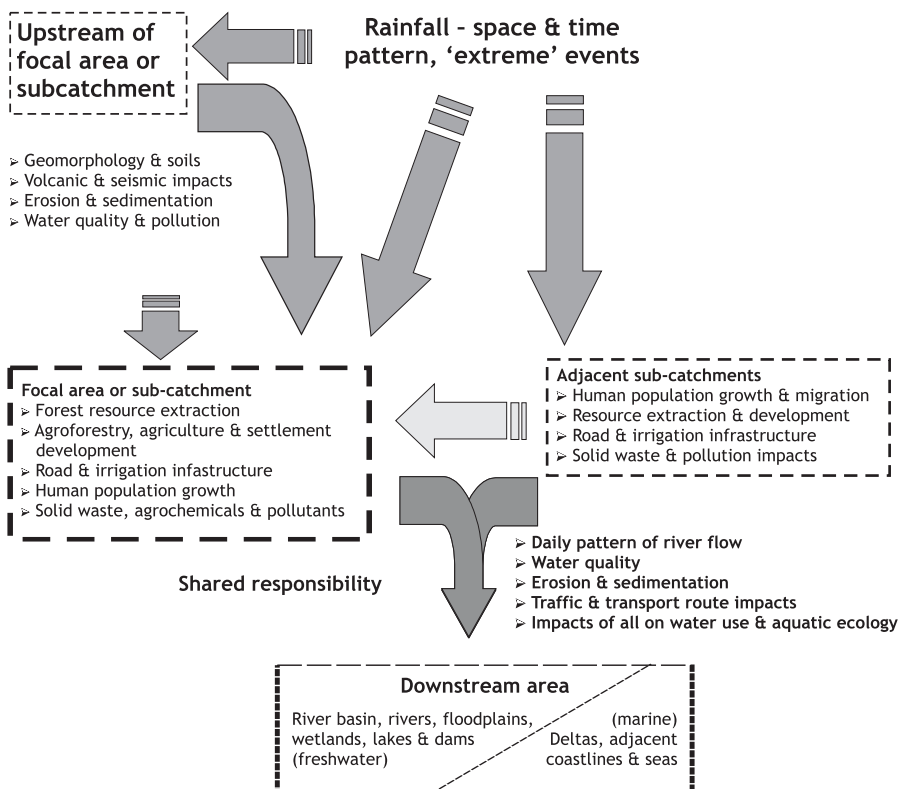 Upstream of
focal area or
subcatchment
Rainfall – space & time
pattern, ‘extreme’ events
➢ Geomorphology & soils
➢ Volcanic & seismic impacts
➢ Erosion & sedimentation
➢ Water quality & pollution
Focal area or sub-catchment
➢ Forest resource extraction
➢ Agroforestry, agriculture & settlement
development
➢ Road & irrigation infastructure
➢ Human population growth
➢ Solid waste, agrochemicals & pollutants
Adjacent sub-catchments
➢ Human population growth & migration
➢ Resource extraction & development
➢ Road & irrigation infrastructure
➢ Solid waste & pollution impacts
➢ Daily pattern of river flow
➢ Water quality
➢ Erosion & sedimentation
➢ Traffic & transport route impacts
➢ Impacts of all on water use & aquatic ecology
Shared responsibility
Downstream area
River basin, rivers, floodplains,
wetlands, lakes & dams
(freshwater)
(marine)
Deltas, adjacent
coastlines & seas